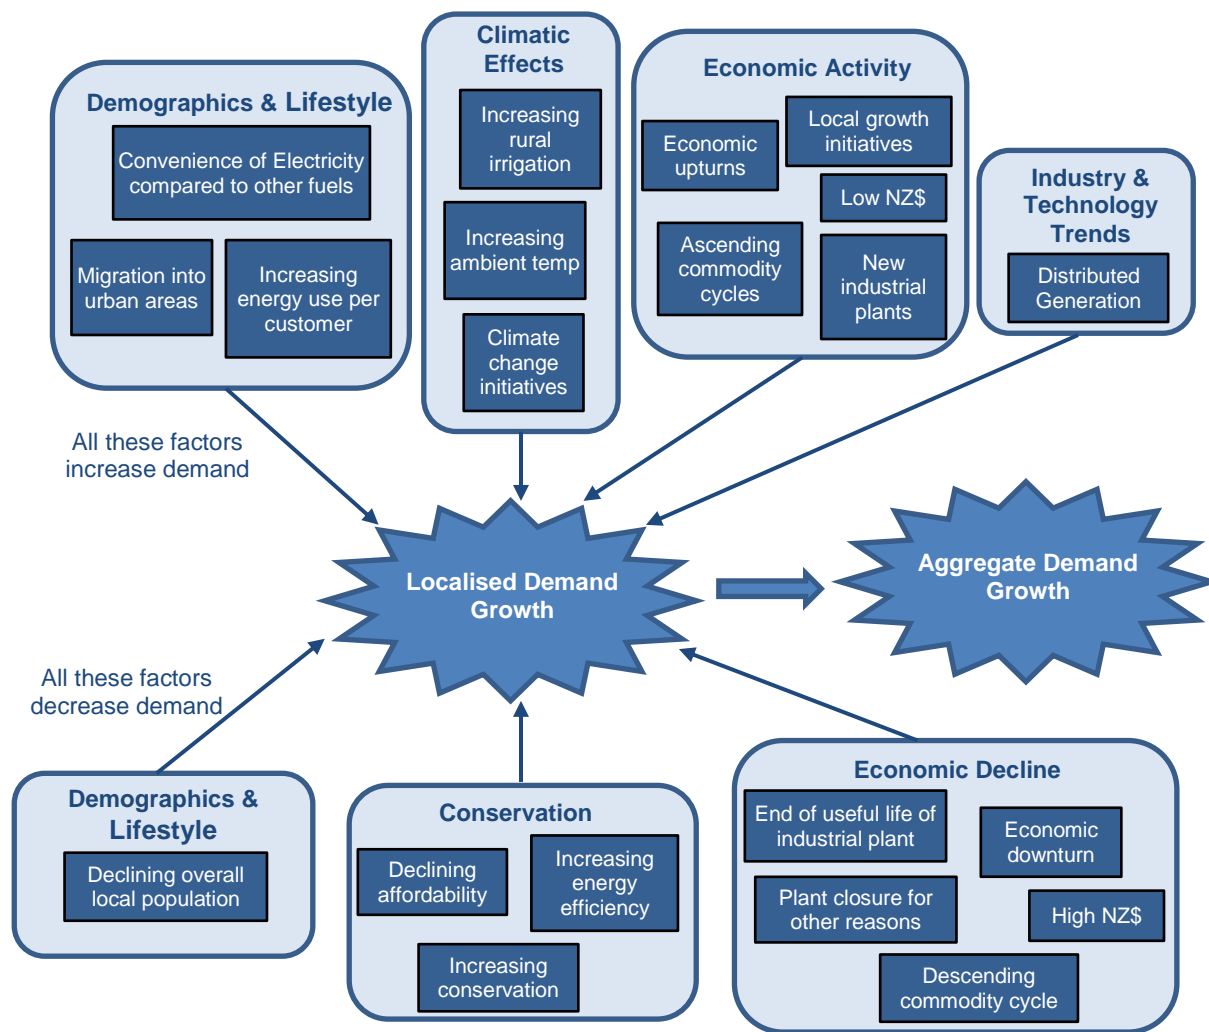 Demographics & Lifestyle
Convenience of Electricity
compared to other fuels
Migration into
urban areas
Increasing
energy use per
customer
Climatic
Effects
Increasing
rural
irrigation
Increasing
ambient temp
Climate
change
initiatives
Economic Activity
Economic
upturns
Local growth
initiatives
Low NZ$
Ascending
commodity
cycles
New
industrial
plants
Industry &
Technology
Trends
Distributed
Generation
All these factors
increase demand
Localised Demand
Growth
Aggregate Demand
Growth
All these factors
decrease demand
Demographics &
Lifestyle
Declining overall
local population
Conservation
Declining
affordability
Increasing
energy
efficiency
Increasing
conservation
Economic Decline
End of useful life of
industrial plant
Economic
downturn
Plant closure for
other reasons
High NZ$
Descending
commodity cycle